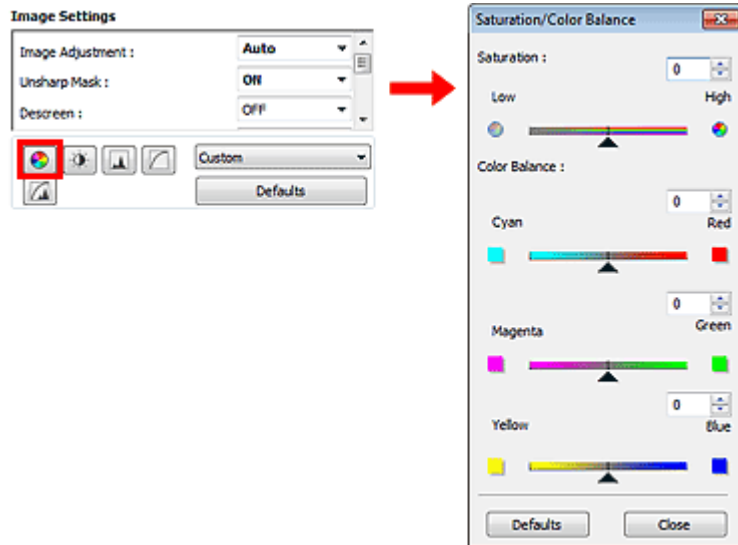 Image Settings
Image Adjustment : Auto
Unsharp Mask : ON
Descreen : OFF
Custom
Defaults
Saturation/Color Balance
Saturation :
0
Low High
Color Balance :
0
Cyan Red
0
Magenta Green
0
Yellow Blue
Defaults Close